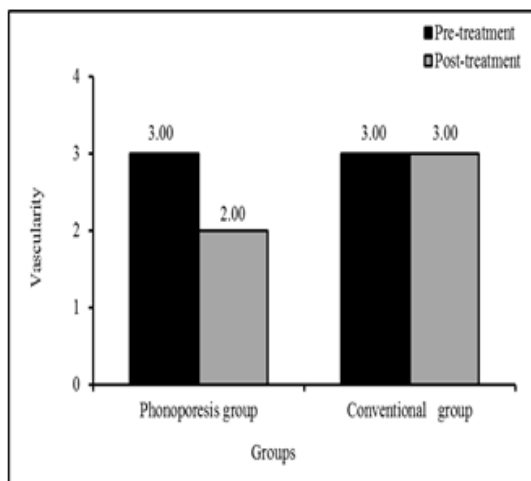 Pre-treatment
Post-treatment
4
3.00
3.00
3.00
3
2.00
2
1
0
Vascularity
Phonoporesis group
Conventional group
Groups